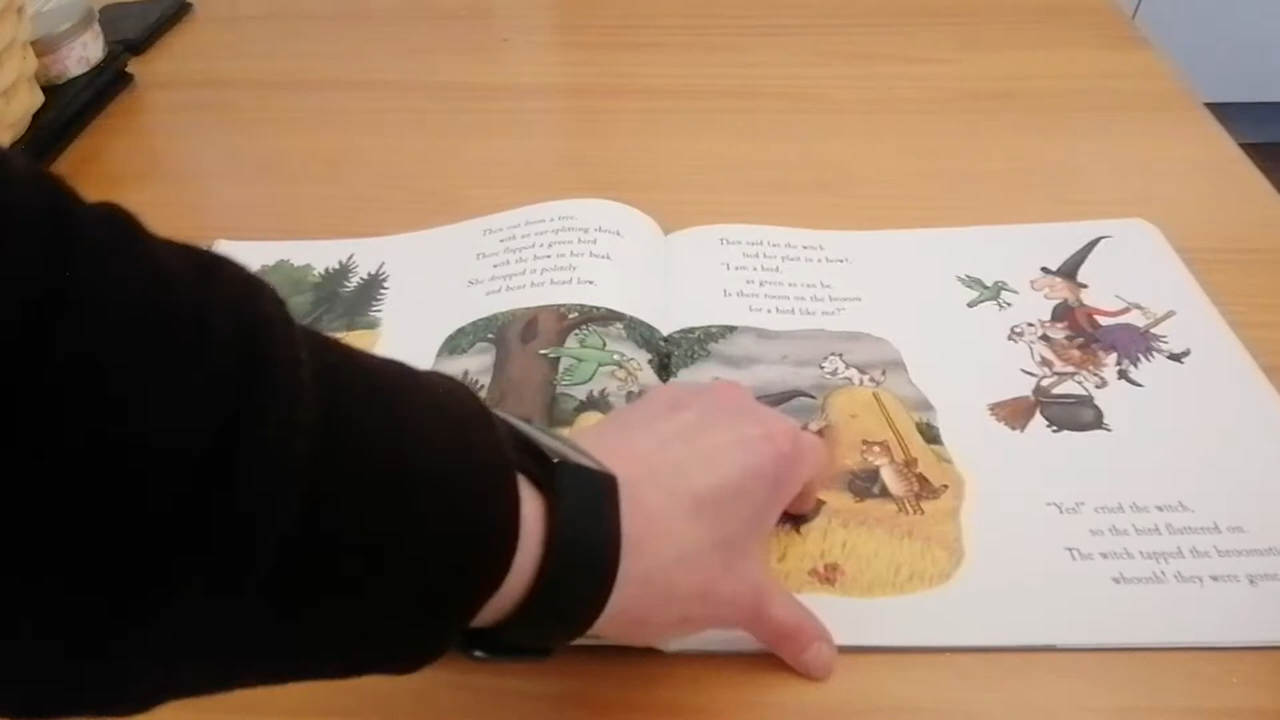 Then out from a tree,
with an ear-splitting shriek,
There flapped a green bird
with the bow in her beak.
She dropped it politely
and bent her head low,
Then said (as the witch
tied her plait in a bow),
"I am a bird,
as green as can be.
Is there room on the broom
for a bird like me?"
"Yes!" cried the witch,
so the bird fluttered on.
The witch tapped the broomsti
whoosh! they were gone